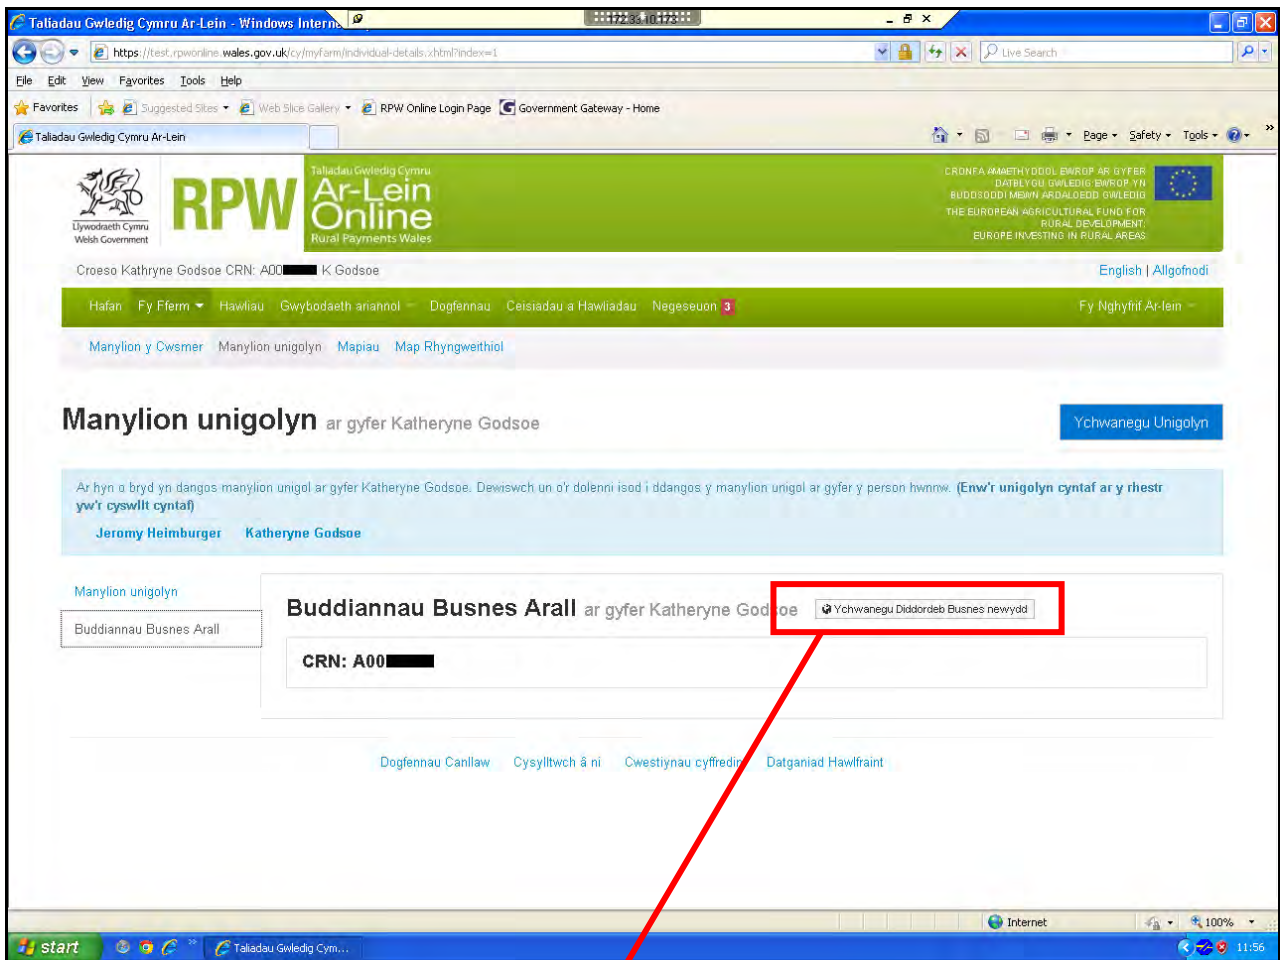 Taliadau Gwledig Cymru Ar-Lein - Windows Intern
172.33.10.173
https://test.rpwonline.wales.gov.uk/cy/myfarm/individual-details.xhtml?index=1
Live Search
File Edit View Favorites Tools Help
Favorites Suggested Sites Web Slice Gallery RPW Online Login Page Government Gateway - Home
Taliadau Gwledig Cymru Ar-Lein
Page Safety Tools
Llywodraeth Cymru
Welsh Government
RPW
Taliadau Gwledig Cymru
Ar-Lein
Online
Rural Payments Wales
CRONFA AMAETHYDDOL EWROP AR GYFER
DATBLYGU GWLEDIG EWROP YN
BUDDSODDI MEWN ARDALOEDD GWLEDIG
THE EUROPEAN AGRICULTURAL FUND FOR
RURAL DEVELOPMENT:
EUROPE INVESTING IN RURAL AREAS
Croeso Kathryne Godsoe CRN: A00 K Godsoe
English | Allgofnodi
Hafan Fy Fferm Hawliau Gwybodaeth ariannol Dogfennau Ceisiadau a Hawliadau Negeseuon 3 Fy Nghyfrif Ar-lein
Manylion y Cwsmer Manylion unigolyn Mapiau Map Rhyngweithiol
Manylion unigolyn ar gyfer Katheryne Godsoe
Ychwanegu Unigolyn
Ar hyn o bryd yn dangos manylion unigol ar gyfer Katheryne Godsoe. Dewiswch un o'r dolenni isod i ddangos y manylion unigol ar gyfer y person hwnnw. (Enw'r unigolyn cyntaf ar y rhestr
yw'r cyswllt cyntaf)
Jeromy Heimburger Katheryne Godsoe
Manylion unigolyn
Buddiannau Busnes Arall
Buddiannau Busnes Arall ar gyfer Katheryne Godsoe
Ychwanegu Diddordeb Busnes newydd
CRN: A00
Dogfennau Canllaw Cysylltwch â ni Cwestiynau cyffredin Datganiad Hawlfraint
Internet 100%
start Taliadau Gwledig Cym... 11:56